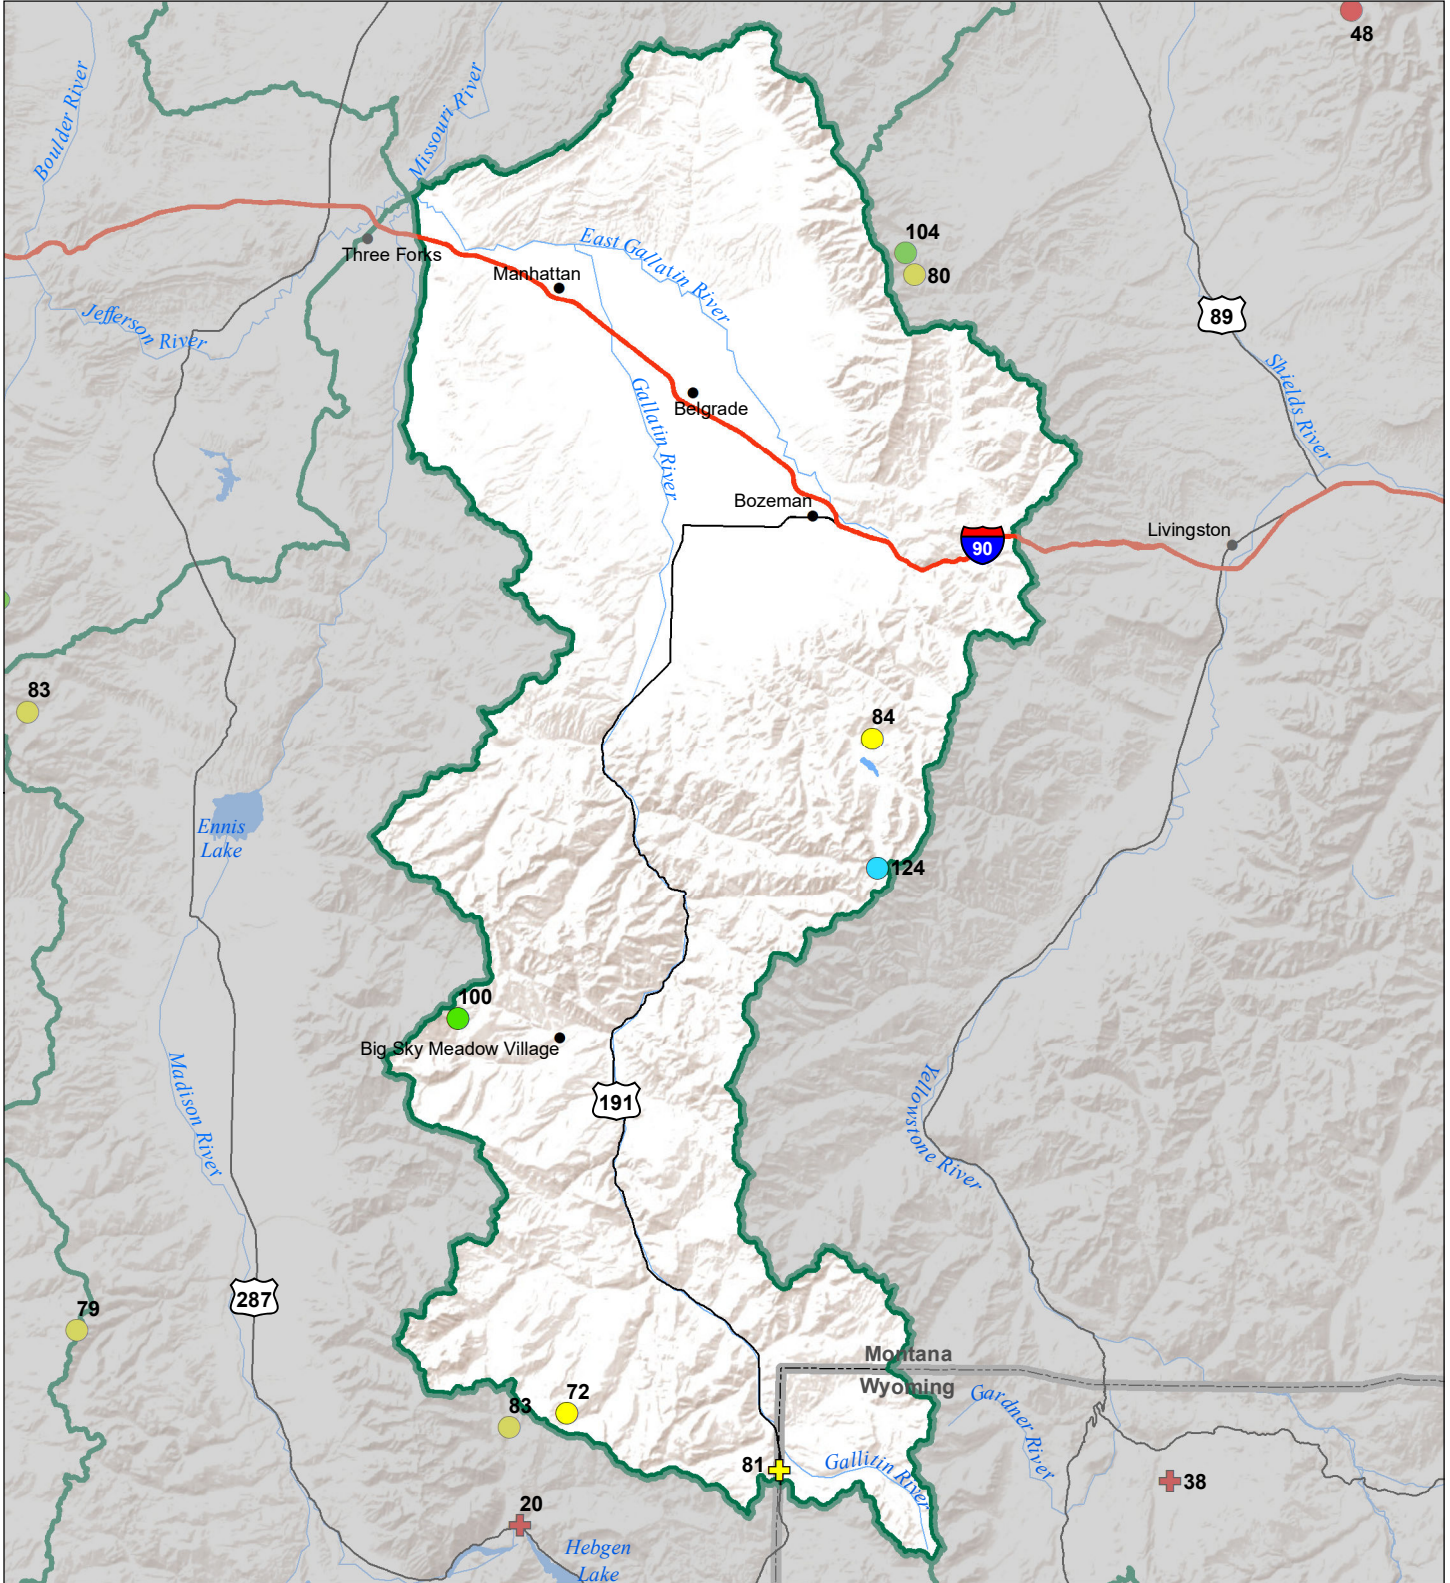 48
Boulder River
Missouri River
104
80
Three Forks
Manhattan
East Gallatin River
89
Jefferson River
Shields River
Gallatin River
Belgrade
Bozeman
90
Livingston
83
84
Ennis
Lake
124
100
Big Sky Meadow Village
Madison River
191
Yellowstone River
287
79
Montana
Wyoming
72
83
Gardner River
81
Gallitin River
38
20
Hebgen
Lake